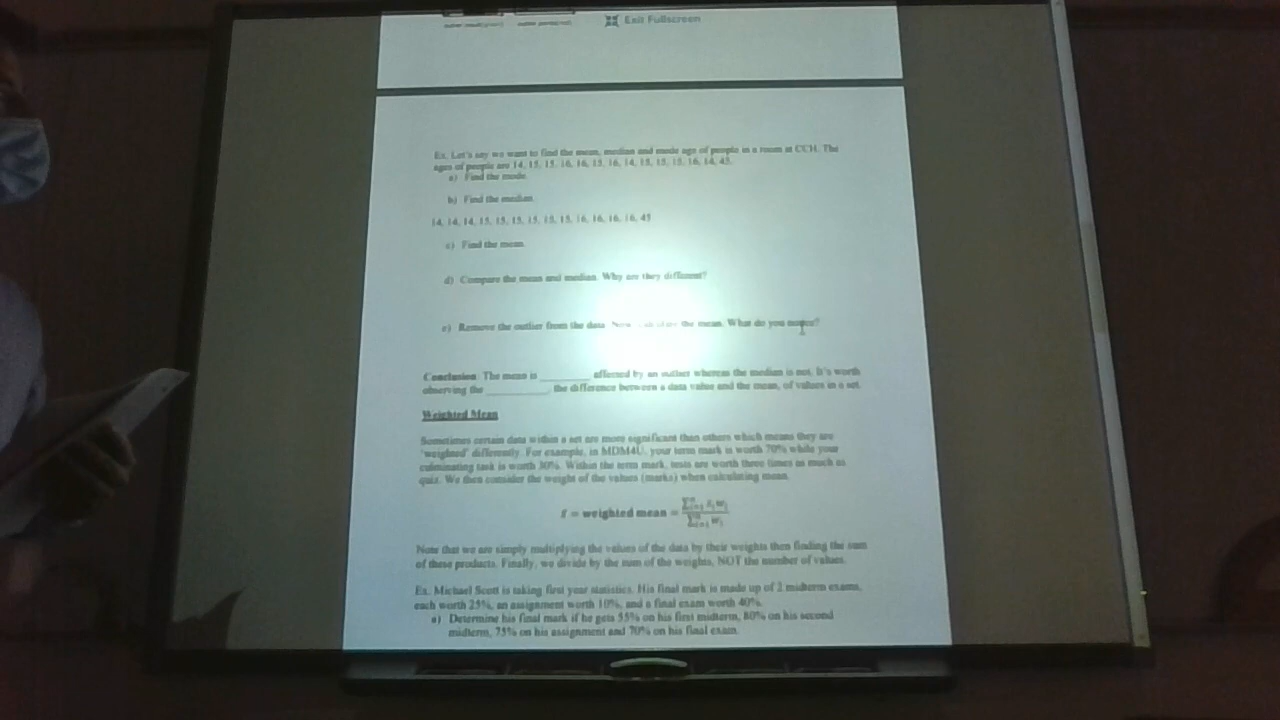 Exit Fullscreen
Ex. Let's say we want to find the mean, median and mode age of people in a room at CCH. The
ages of people are 14, 15, 15, 16, 16, 15, 16, 14, 15, 15, 15, 16, 14, 45.
a) Find the mode.
b) Find the median.
14, 14, 14, 15, 15, 15, 15, 15, 15, 16, 16, 16, 16, 45
c) Find the mean.
d) Compare the mean and median. Why are they different?
e) Remove the outlier from the data. Now the mean. What do you notice?
Conclusion: The mean is ________ affected by an outlier whereas the median is not. It's worth
observing the __________, the difference between a data value and the mean, of values in a set.
Weighted Mean
Sometimes certain data within a set are more significant than others which means they are
'weighted' differently. For example, in MDM4U, your term mark is worth 70% while your
culminating task is worth 30%. Within the term mark, tests are worth three times as much as
quiz. We then consider the weight of the values (marks) when calculating mean.
x̄ = weighted mean = \frac{\sum_{i=1}^{n} x_i w_i}{\sum_{i=1}^{n} w_i}
Note that we are simply multiplying the values of the data by their weights then finding the sum
of these products. Finally, we divide by the sum of the weights, NOT the number of values.
Ex. Michael Scott is taking first year statistics. His final mark is made up of 2 midterm exams,
each worth 25%, an assignment worth 10%, and a final exam worth 40%.
a) Determine his final mark if he gets 55% on his first midterm, 80% on his second
midterm, 75% on his assignment and 70% on his final exam.